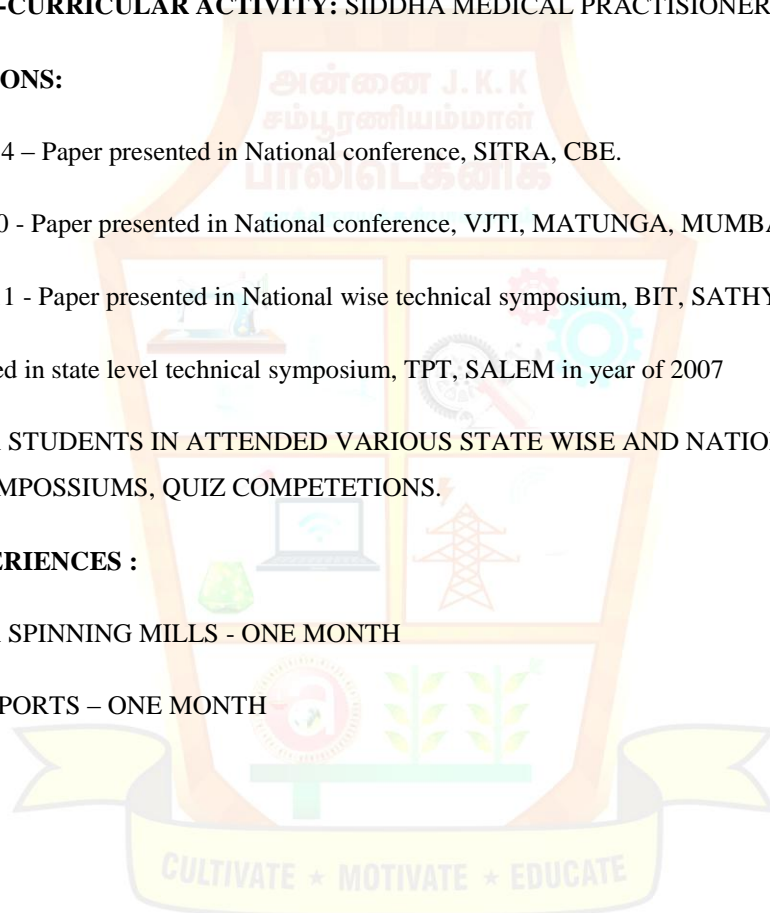 -CURRICULAR ACTIVITY: SIDDHA MEDICAL PRACTISIONER
அன்னை J.K.K
IONS:
சம்பூரணியம்மாள்
4 – Paper presented in National conference, SITRA, CBE.
பாலிடெக்னிக்
0 - Paper presented in National conference, VJTI, MATUNGA, MUMBA
1 - Paper presented in National wise technical symposium, BIT, SATHY
ed in state level technical symposium, TPT, SALEM in year of 2007
STUDENTS IN ATTENDED VARIOUS STATE WISE AND NATIO
MPOSSIUMS, QUIZ COMPETETIONS.
ERIENCES :
SPINNING MILLS - ONE MONTH
PORTS – ONE MONTH
CULTIVATE ★ MOTIVATE ★ EDUCATE